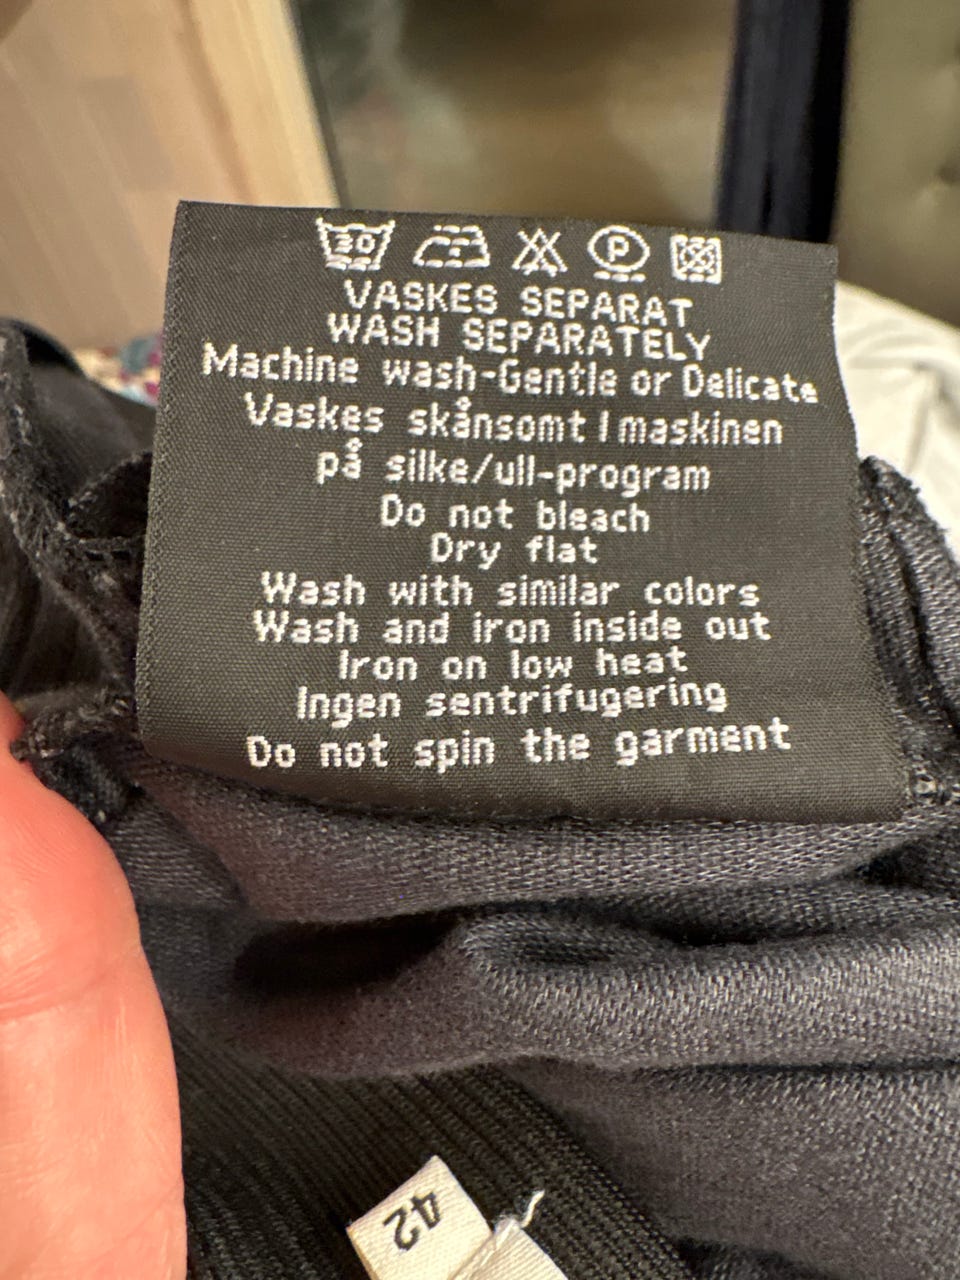 30 P
VASKES SEPARAT
WASH SEPARATELY
Machine wash-Gentle or Delicate
Vaskes skånsomt I maskinen
på silke/ull-program
Do not bleach
Dry flat
Wash with similar colors
Wash and iron inside out
Iron on low heat
Ingen sentrifugering
Do not spin the garment
42